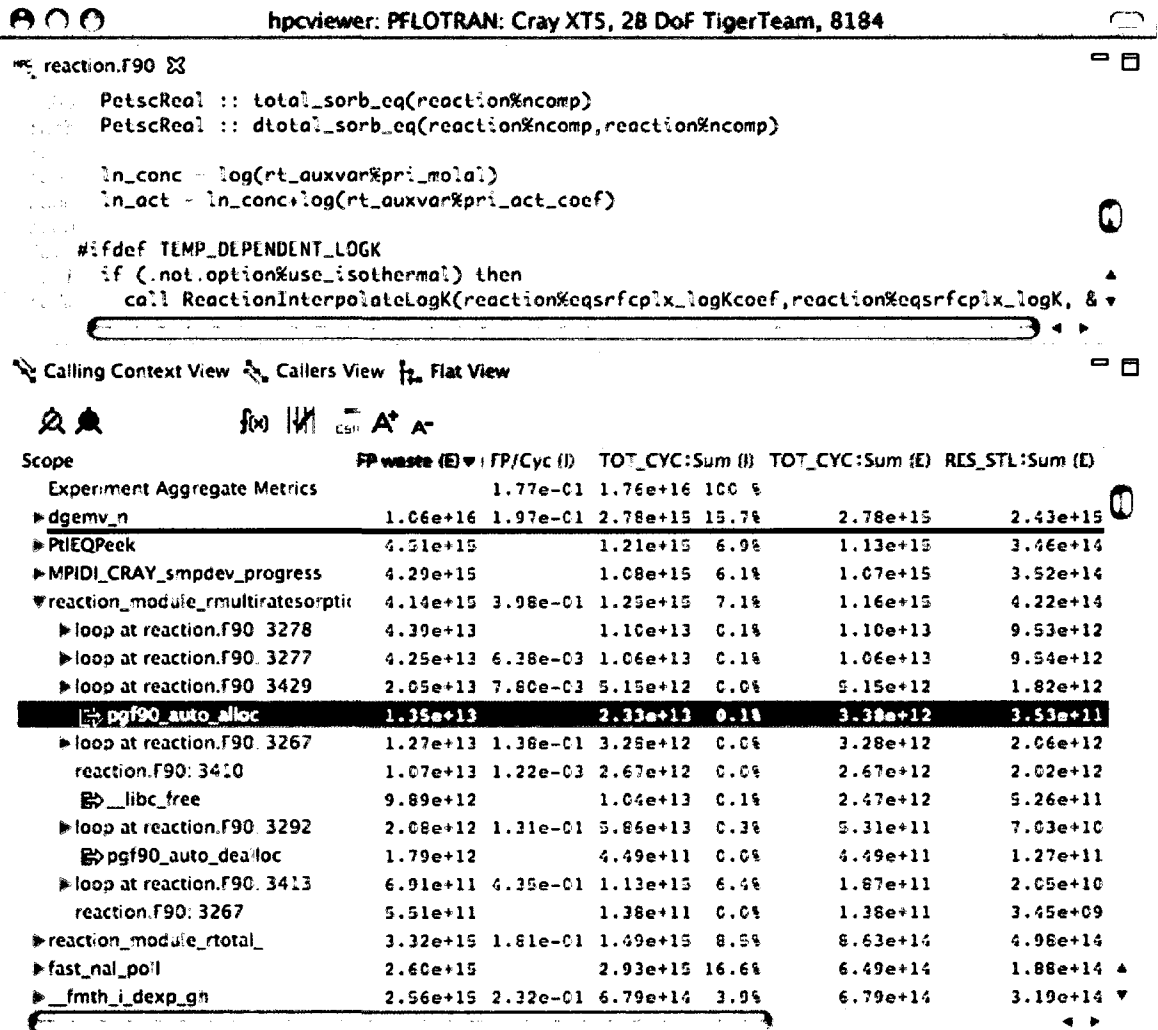 hpcviewer: PFLOTRAN: Cray XT5, 28 DoF TigerTeam, 8184
reaction.F90
PetscReal :: total_sorb_eq(reaction%ncomp)
PetscReal :: dtotal_sorb_eq(reaction%ncomp,reaction%ncomp)
ln_conc = log(rt_auxvar%pri_molal)
ln_act = ln_conc+log(rt_auxvar%pri_act_coef)
#ifdef TEMP_DEPENDENT_LOGK
if (.not.option%use_isothermal) then
call ReactionInterpolateLogK(reaction%eqsrfcplx_logKcoef,reaction%eqsrfcplx_logK, &
Calling Context View Callers View Flat View
f(x) CSV A+ A-
Scope FP waste (E) FP/Cyc (I) TOT_CYC:Sum (I) TOT_CYC:Sum (E) RES_STL:Sum (E)
Experiment Aggregate Metrics 1.77e-01 1.76e+16 100 %
dgemv_n 1.06e+16 1.97e-01 2.78e+15 15.7% 2.78e+15 2.43e+15
PtlEQPeek 4.51e+15 1.21e+15 6.9% 1.13e+15 3.46e+14
MPIDI_CRAY_smpdev_progress 4.29e+15 1.08e+15 6.1% 1.07e+15 3.52e+14
reaction_module_rmultiratesorptic 4.14e+15 3.98e-01 1.25e+15 7.1% 1.16e+15 4.22e+14
loop at reaction.F90: 3278 4.39e+13 1.10e+13 0.1% 1.10e+13 9.53e+12
loop at reaction.F90: 3277 4.25e+13 6.38e-03 1.06e+13 0.1% 1.06e+13 9.54e+12
loop at reaction.F90: 3429 2.05e+13 7.80e-03 5.15e+12 0.0% 5.15e+12 1.82e+12
pgf90_auto_alloc 1.35e+13 2.33e+13 0.1% 3.38e+12 3.53e+11
loop at reaction.F90: 3267 1.27e+13 1.38e-01 3.28e+12 0.0% 3.28e+12 2.06e+12
reaction.F90: 3410 1.07e+13 1.22e-03 2.67e+12 0.0% 2.67e+12 2.02e+12
__libc_free 9.89e+12 1.04e+13 0.1% 2.47e+12 5.26e+11
loop at reaction.F90: 3292 2.08e+12 1.31e-01 5.86e+13 0.3% 5.31e+11 7.03e+10
pgf90_auto_dealloc 1.79e+12 4.49e+11 0.0% 4.49e+11 1.27e+11
loop at reaction.F90: 3413 6.91e+11 4.35e-01 1.13e+15 6.4% 1.87e+11 2.05e+10
reaction.F90: 3267 5.51e+11 1.38e+11 0.0% 1.38e+11 3.45e+09
reaction_module_rtotal_ 3.32e+15 1.81e-01 1.49e+15 8.5% 8.63e+14 4.98e+14
fast_nal_poll 2.60e+15 2.93e+15 16.6% 6.49e+14 1.88e+14
__fmth_i_dexp_gh 2.56e+15 2.32e-01 6.79e+14 3.9% 6.79e+14 3.19e+14